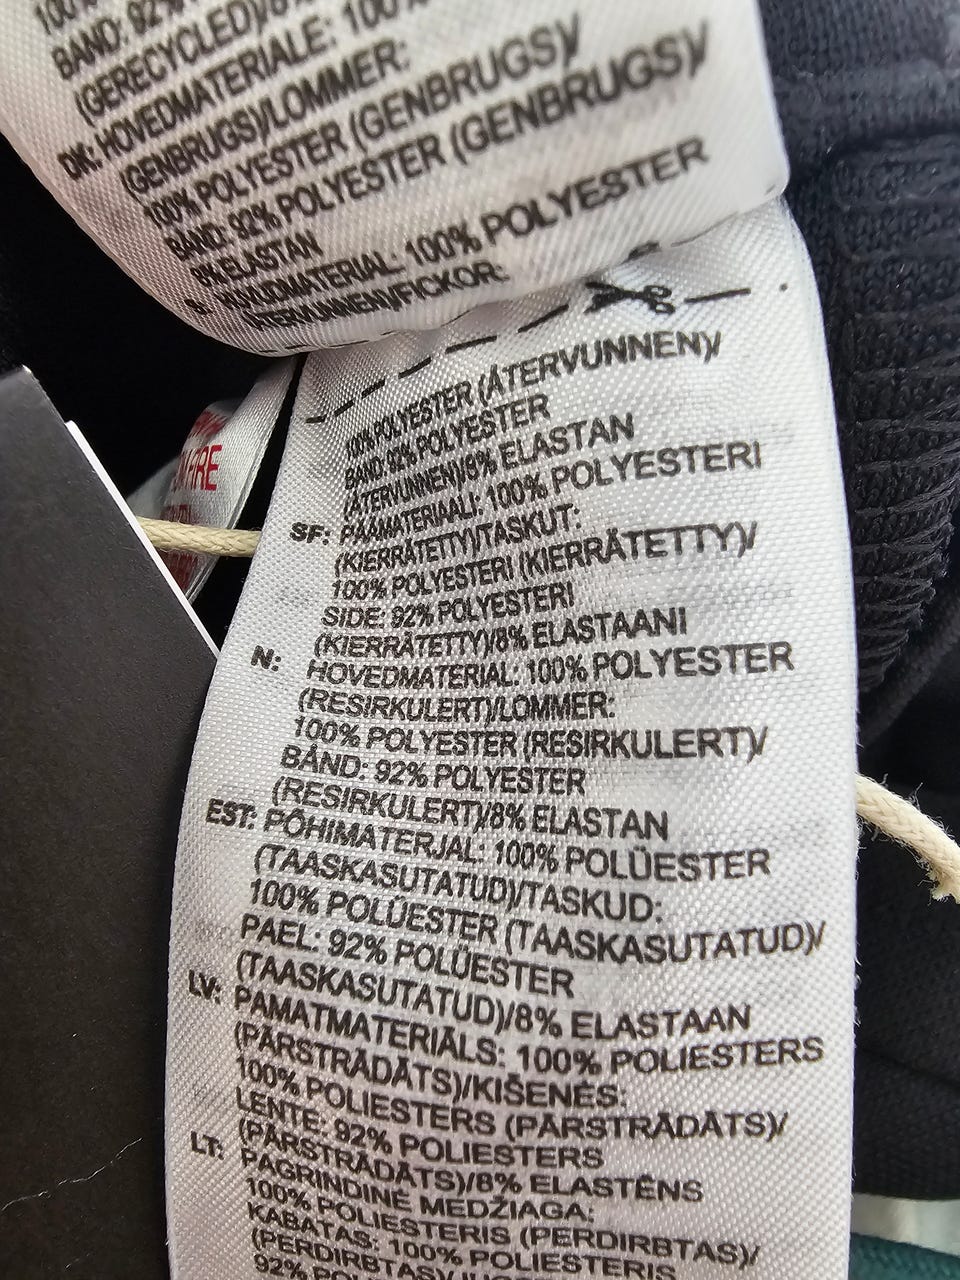 BAND: 92%
(GERECYCLED)/8%
DK: HOVEDMATERIALE: 100%
(GENBRUGS)/LOMMER:
100% POLYESTER (GENBRUGS)/
BÅND: 92% POLYESTER (GENBRUGS)/
8% ELASTAN
S: HUVUDMATERIAL: 100% POLYESTER
(ÅTERVUNNEN)/FICKOR:
100% POLYESTER (ÅTERVUNNEN)/
BAND: 92% POLYESTER
(ÅTERVUNNEN)/8% ELASTAN
SF: PÄÄMATERIAALI: 100% POLYESTERI
(KIERRÄTETTY)/TASKUT:
100% POLYESTERI (KIERRÄTETTY)/
SIDE: 92% POLYESTERI
(KIERRÄTETTY)/8% ELASTAANI
N: HOVEDMATERIAL: 100% POLYESTER
(RESIRKULERT)/LOMMER:
100% POLYESTER (RESIRKULERT)/
BÅND: 92% POLYESTER
(RESIRKULERT)/8% ELASTAN
EST: PÕHIMATERJAL: 100% POLÜESTER
(TAASKASUTATUD)/TASKUD:
100% POLÜESTER (TAASKASUTATUD)/
PAEL: 92% POLÜESTER
(TAASKASUTATUD)/8% ELASTAAN
LV: PAMATMATERIĀLS: 100% POLIESTERS
(PĀRSTRĀDĀTS)/KIŠENĒS:
100% POLIESTERS (PĀRSTRĀDĀTS)/
LENTE: 92% POLIESTERS
(PĀRSTRĀDĀTS)/8% ELASTĒNS
LT: PAGRINDINĖ MEDŽIAGA:
100% POLIESTERIS (PERDIRBTAS)/
KABATAS: 100% POLIESTERIS
(PERDIRBTAS)/
92%
FIRE